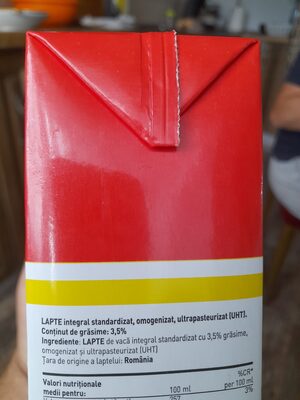 LAPTE integral standardizat, omogenizat, ultrapasteurizat (UHT).
Conținut de grăsime: 3,5%
Ingrediente: LAPTE de vacă integral standardizat cu 3,5% grăsime,
omogenizat și ultrapasteurizat (UHT)
Țara de origine a laptelui: România
%CR*
Valori nutriționale per 100 ml
medii pentru: 100 ml 3%